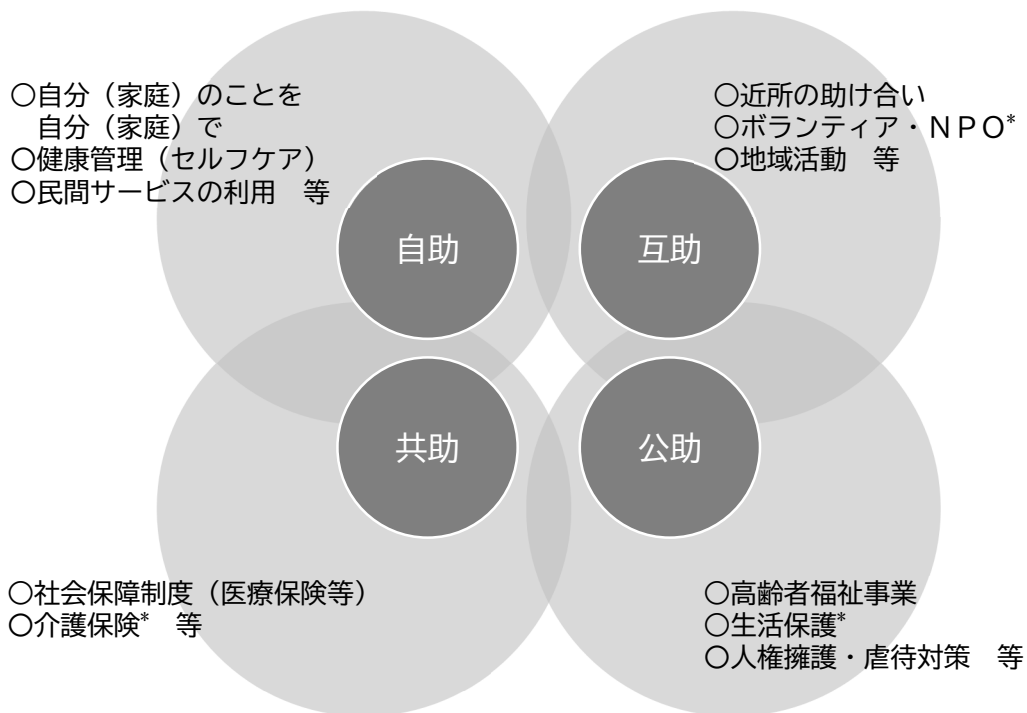 ○自分（家庭）のことを
　自分（家庭）で
○健康管理（セルフケア）
○民間サービスの利用　等
自助
○近所の助け合い
○ボランティア・ＮＰＯ*
○地域活動　等
互助
共助
○社会保障制度（医療保険等）
○介護保険*　等
公助
○高齢者福祉事業
○生活保護*
○人権擁護・虐待対策　等